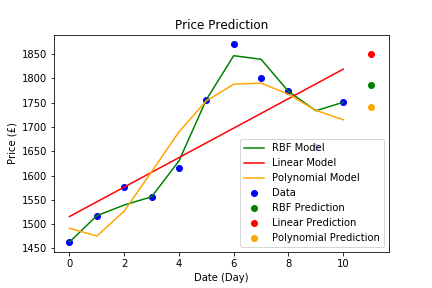 Price Prediction
Price (£)
1850
1800
1750
1700
1650
1600
1550
1500
1450
0 2 4 6 8 10
Date (Day)
RBF Model
Linear Model
Polynomial Model
Data
RBF Prediction
Linear Prediction
Polynomial Prediction